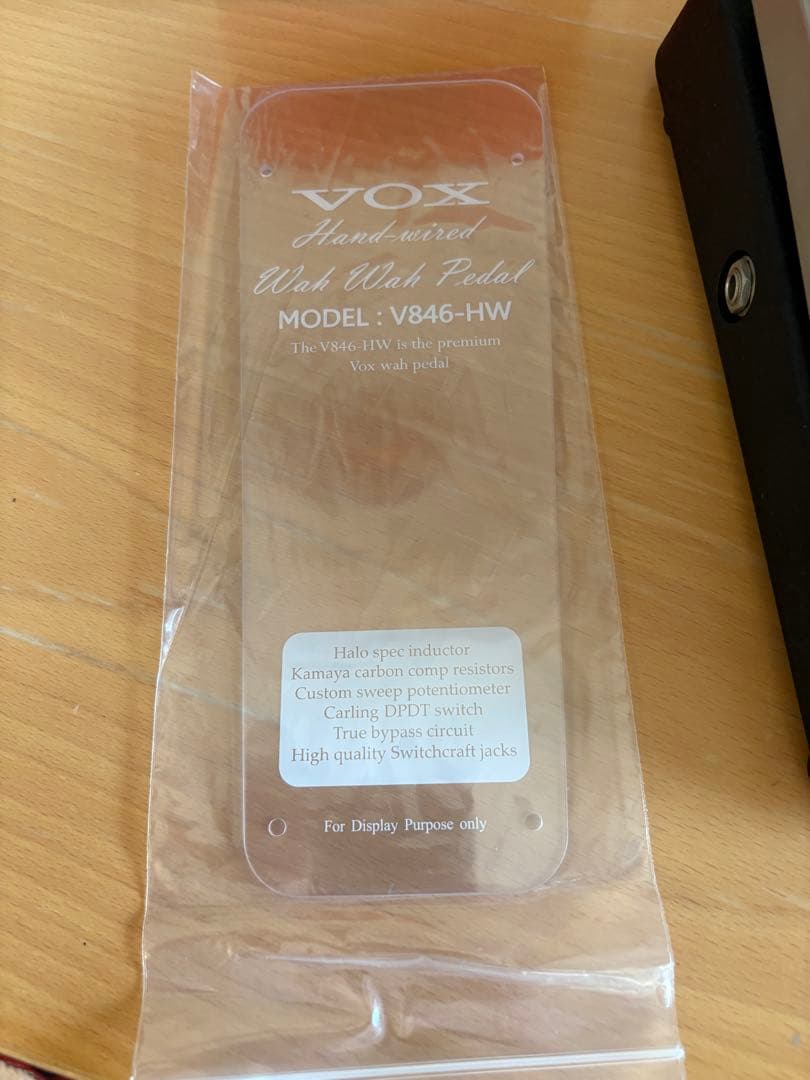 VOX
Hand-wired
Wah Wah Pedal
MODEL : V846-HW
The V846-HW is the premium
Vox wah pedal
Halo spec inductor
Kamaya carbon comp resistors
Custom sweep potentiometer
Carling DPDT switch
True bypass circuit
High quality Switchcraft jacks
For Display Purpose only